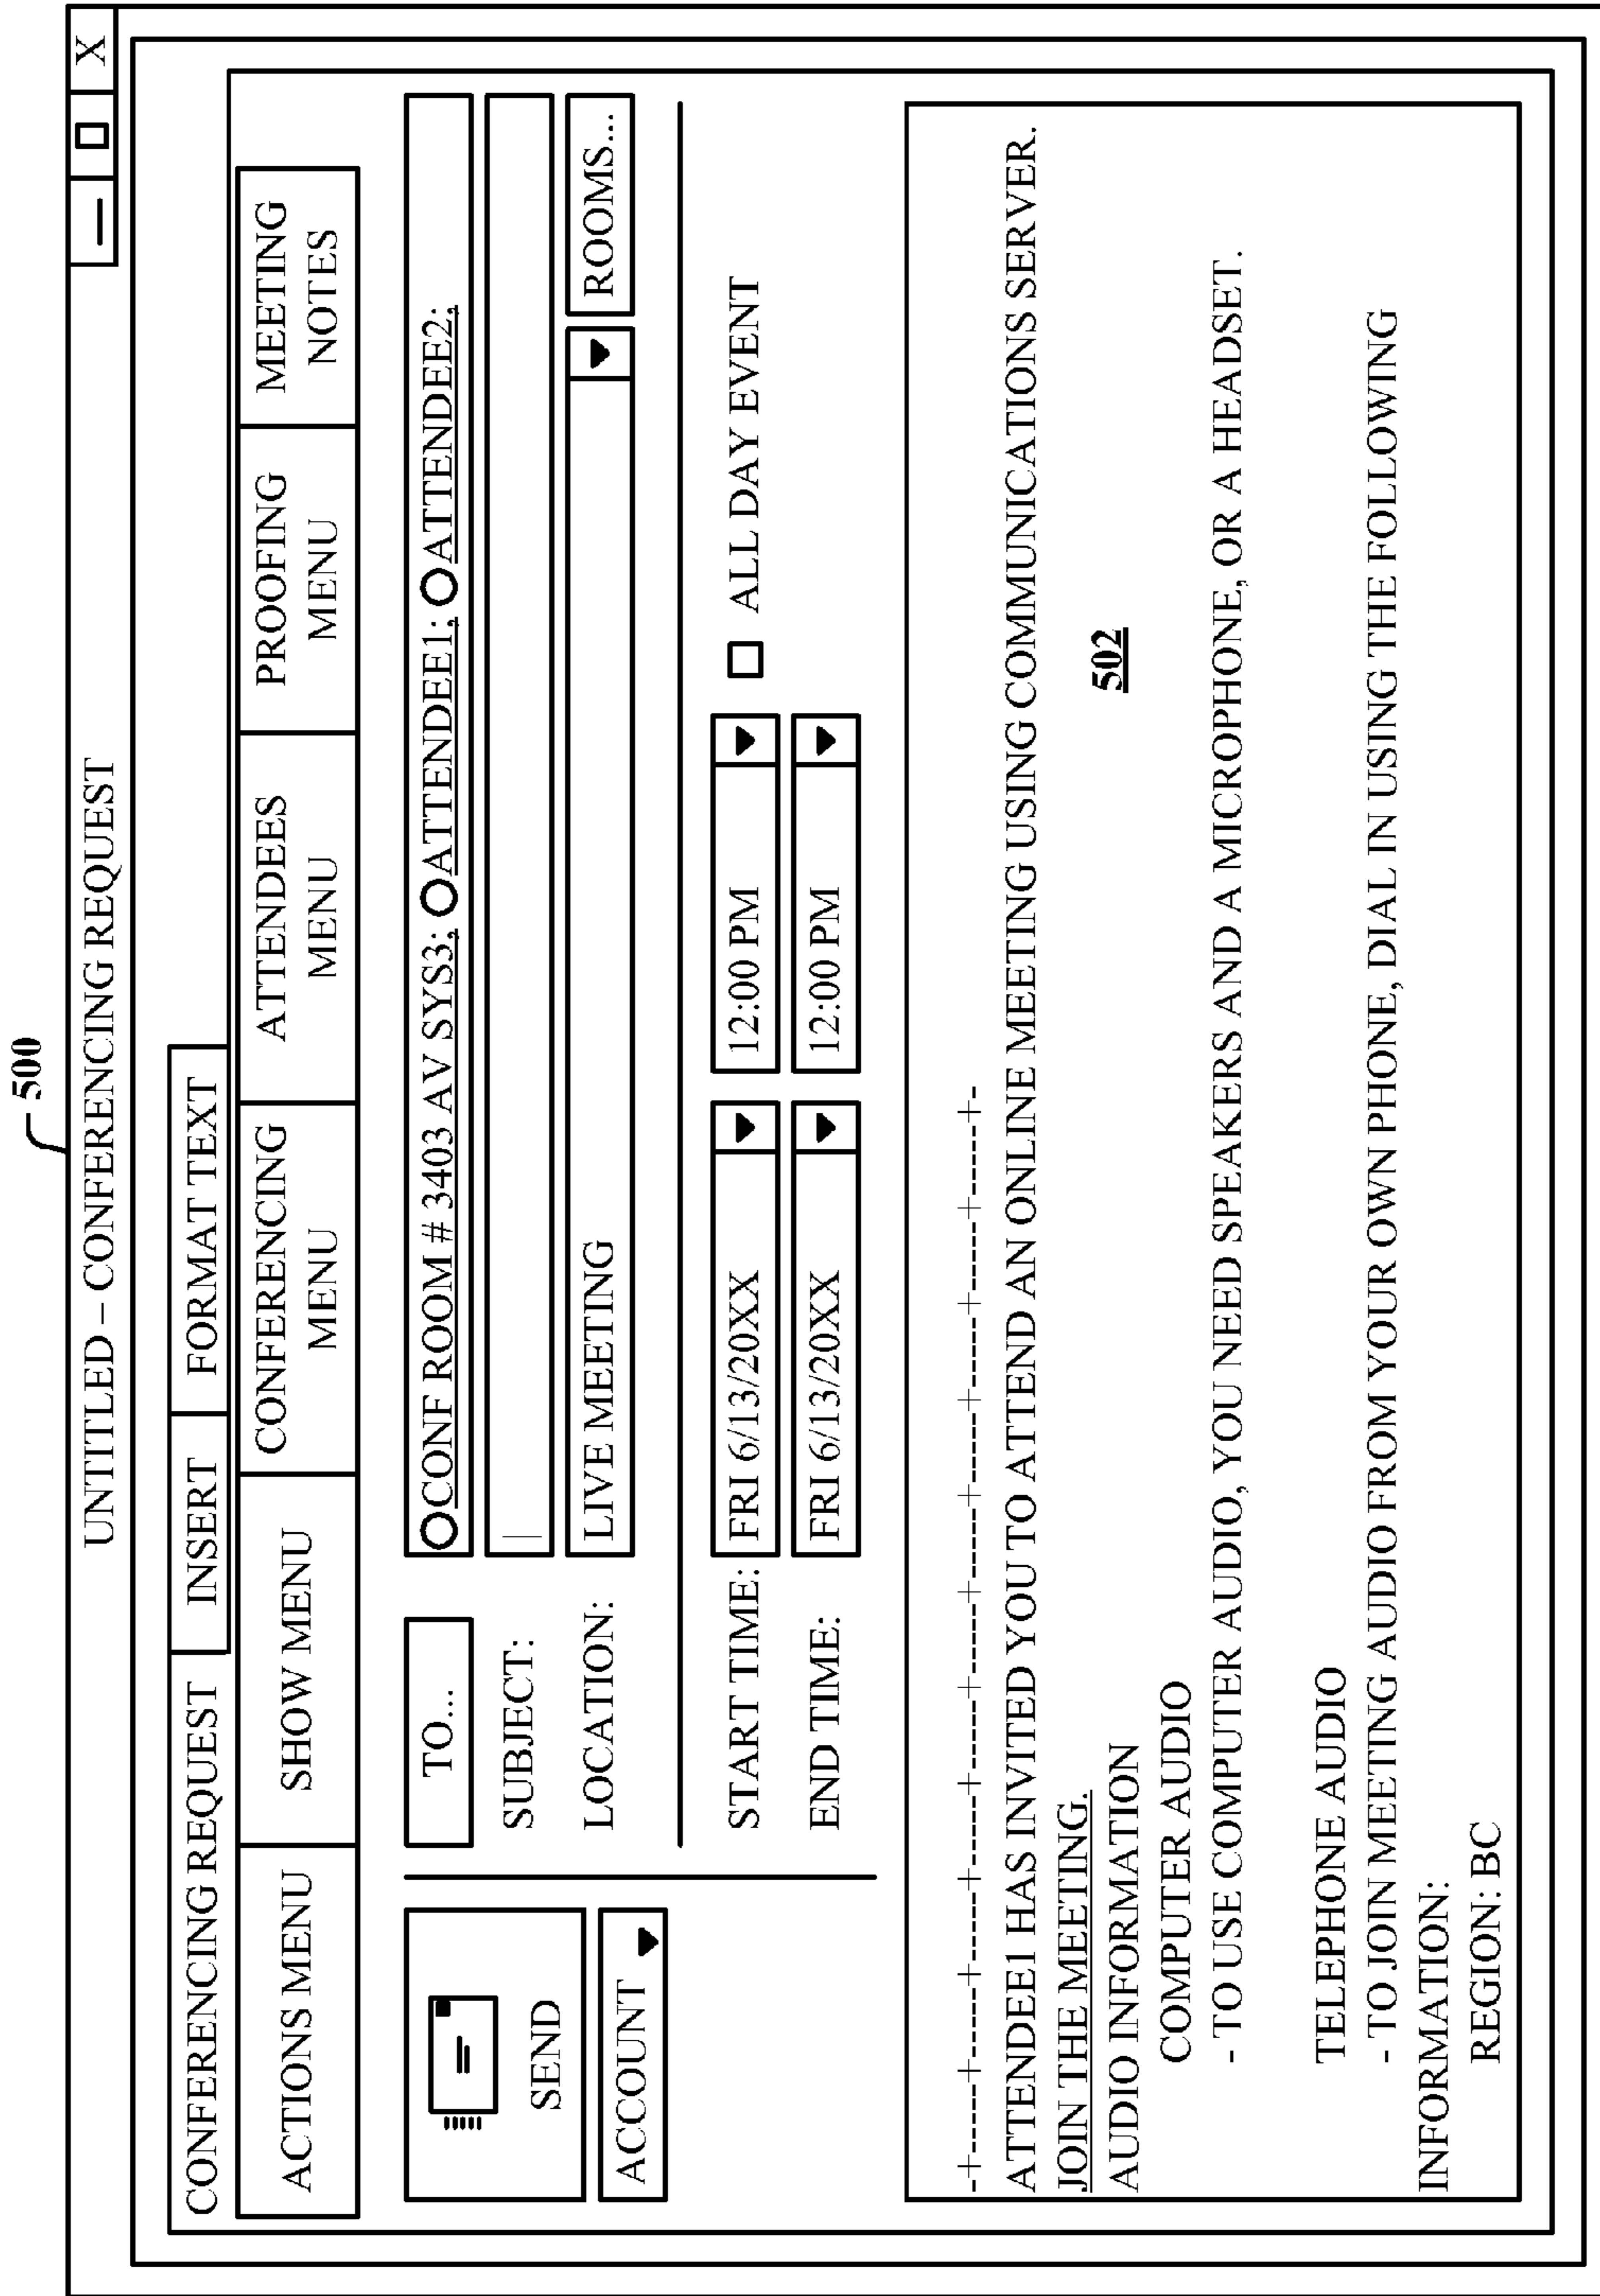 500
UNTITLED – CONFERENCING REQUEST
X
CONFERENCING REQUEST INSERT FORMAT TEXT
ACTIONS MENU SHOW MENU CONFERENCING MENU ATTENDEES MENU PROOFING MENU MEETING NOTES
SEND
ACCOUNT
TO... CONF ROOM # 3403 AV SYS3; ATTENDEE1; ATTENDEE2;
SUBJECT:
LOCATION: LIVE MEETING ROOMS...
START TIME: FRI 6/13/20XX 12:00 PM ALL DAY EVENT
END TIME: FRI 6/13/20XX 12:00 PM
ATTENDEE1 HAS INVITED YOU TO ATTEND AN ONLINE MEETING USING COMMUNICATIONS SERVER.
JOIN THE MEETING.
AUDIO INFORMATION
502
COMPUTER AUDIO
- TO USE COMPUTER AUDIO, YOU NEED SPEAKERS AND A MICROPHONE, OR A HEADSET.
TELEPHONE AUDIO
- TO JOIN MEETING AUDIO FROM YOUR OWN PHONE, DIAL IN USING THE FOLLOWING
INFORMATION:
REGION: BC